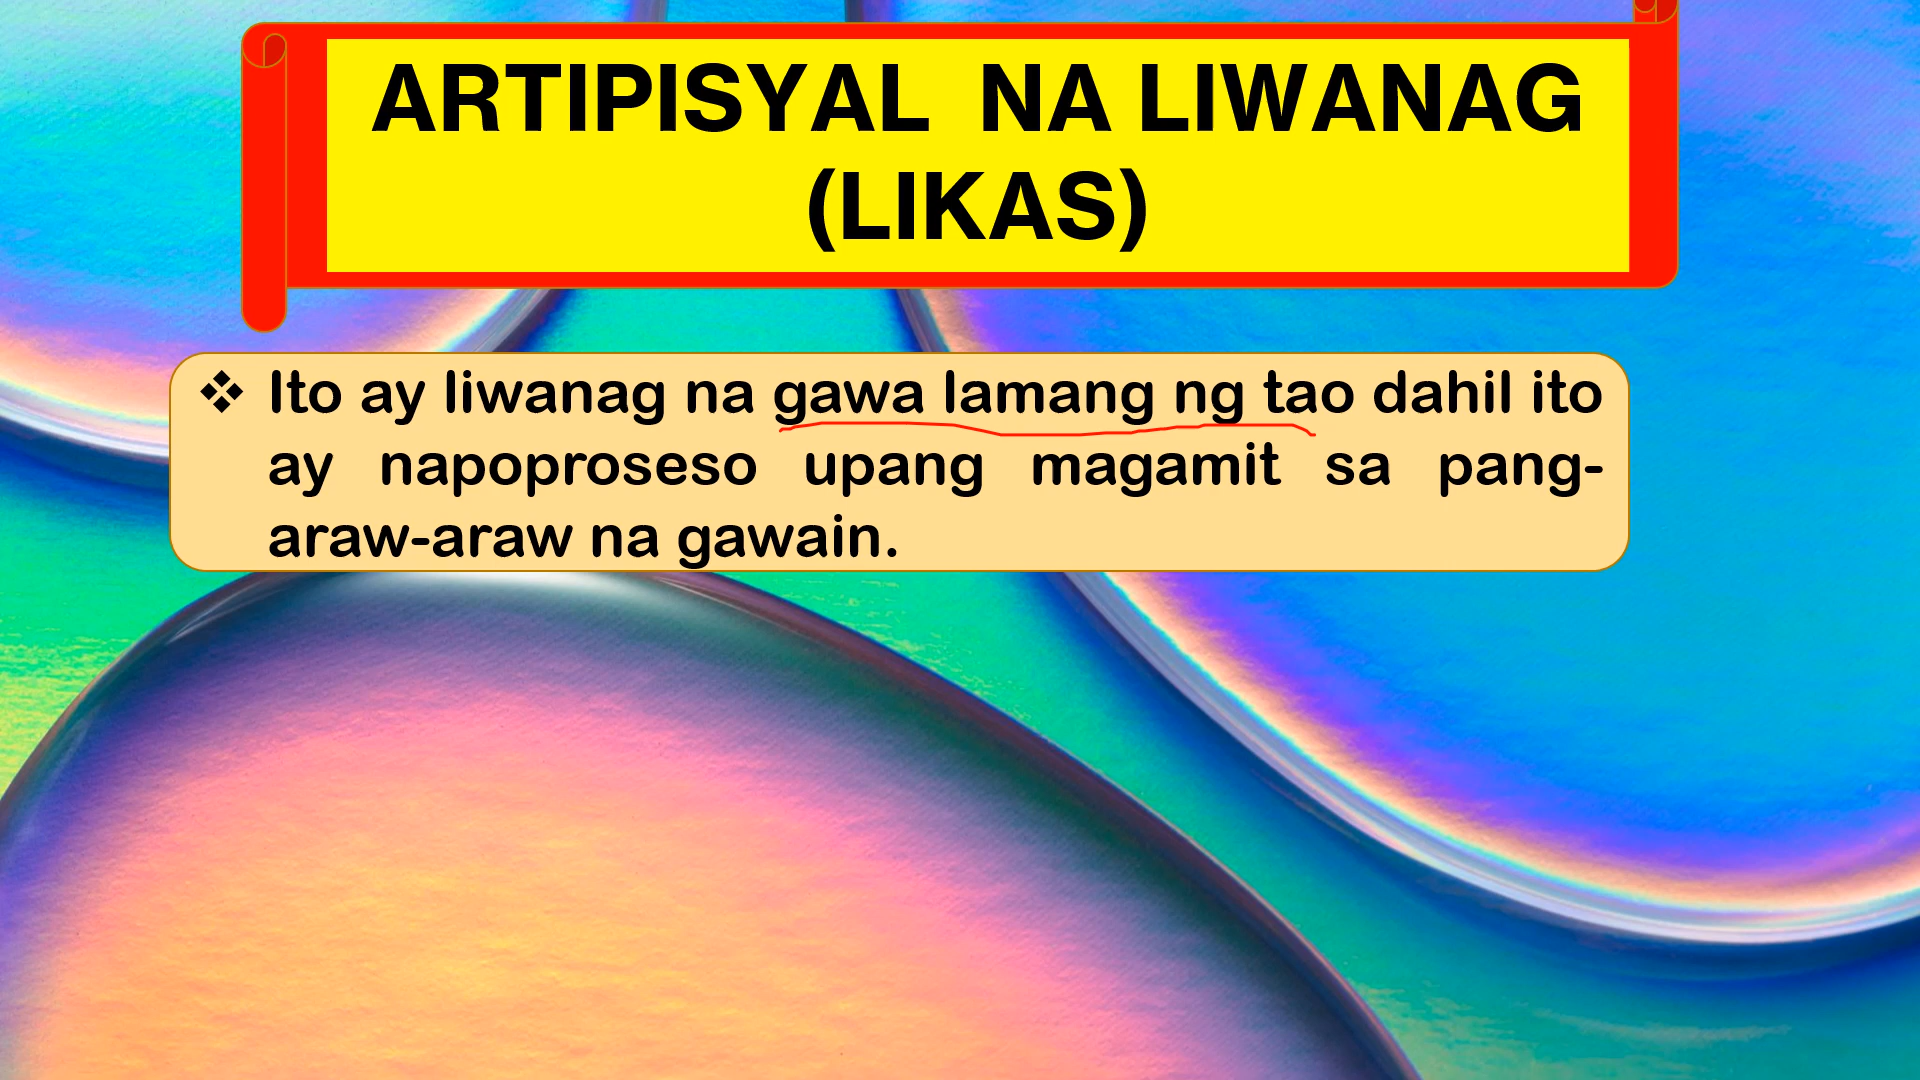 ARTIPISYAL NA LIWANAG
(LIKAS)
❖ Ito ay liwanag na gawa lamang ng tao dahil ito
ay napoproseso upang magamit sa pang-
araw-araw na gawain.